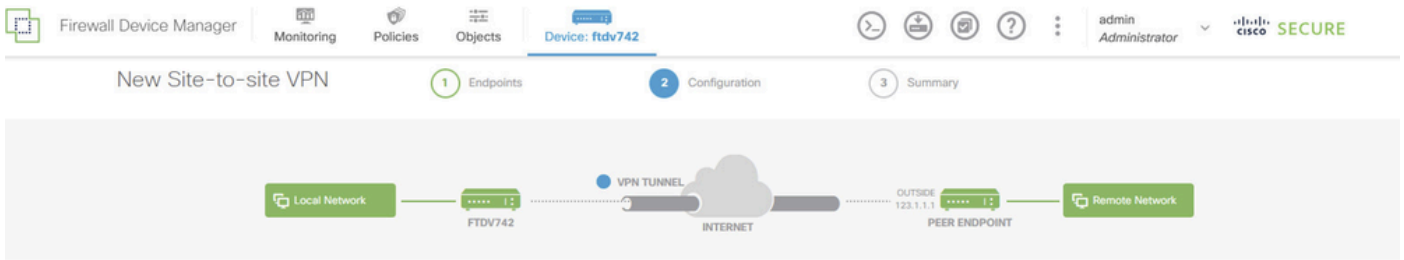 Firewall Device Manager
Monitoring
Policies
Objects
Device: ftdv742
>_
?
admin
Administrator
CISCO SECURE
New Site-to-site VPN
1 Endpoints
2 Configuration
3 Summary
VPN TUNNEL
Local Network
OUTSIDE
123.1.1.1
Remote Network
FTDV742
INTERNET
PEER ENDPOINT